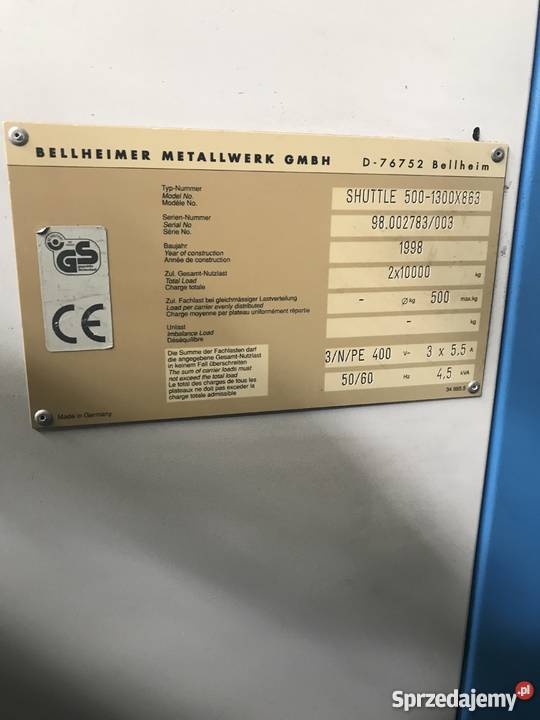 BELLHEIMER METALLWERK GMBH D-76752 Bellheim
Typ-Nummer
Model No.
Modèle No.
SHUTTLE 500-1300X863
Serien-Nummer
Serial No
Série No.
98.002783/003
Baujahr
Year of construction
Année de construction
1998
Zul. Gesamt-Nutzlast
Total Load
Charge totale
2x10000 kg
Zul. Fachlast bei gleichmässiger Lastverteilung
Load per carrier evenly distributed
Charge moyenne par plateau uniformément répartie
- Ø kg 500 max.kg
Unlast
Imbalance Load
Déséquilibre
- kg
Die Summe der Fachlasten darf
die angegebene Gesamt-Nutzlast
in keinem Fall überschreiten
The sum of carrier loads must
not exceed the total load
Le total des charges de tous les
plateaux ne doit pas exceder la
charge totale admissible
3/N/PE 400 V~ 3 x 5.5 A
50/60 Hz 4.5 kVA
GS
CE
Made in Germany
Sprzedajemy.pl